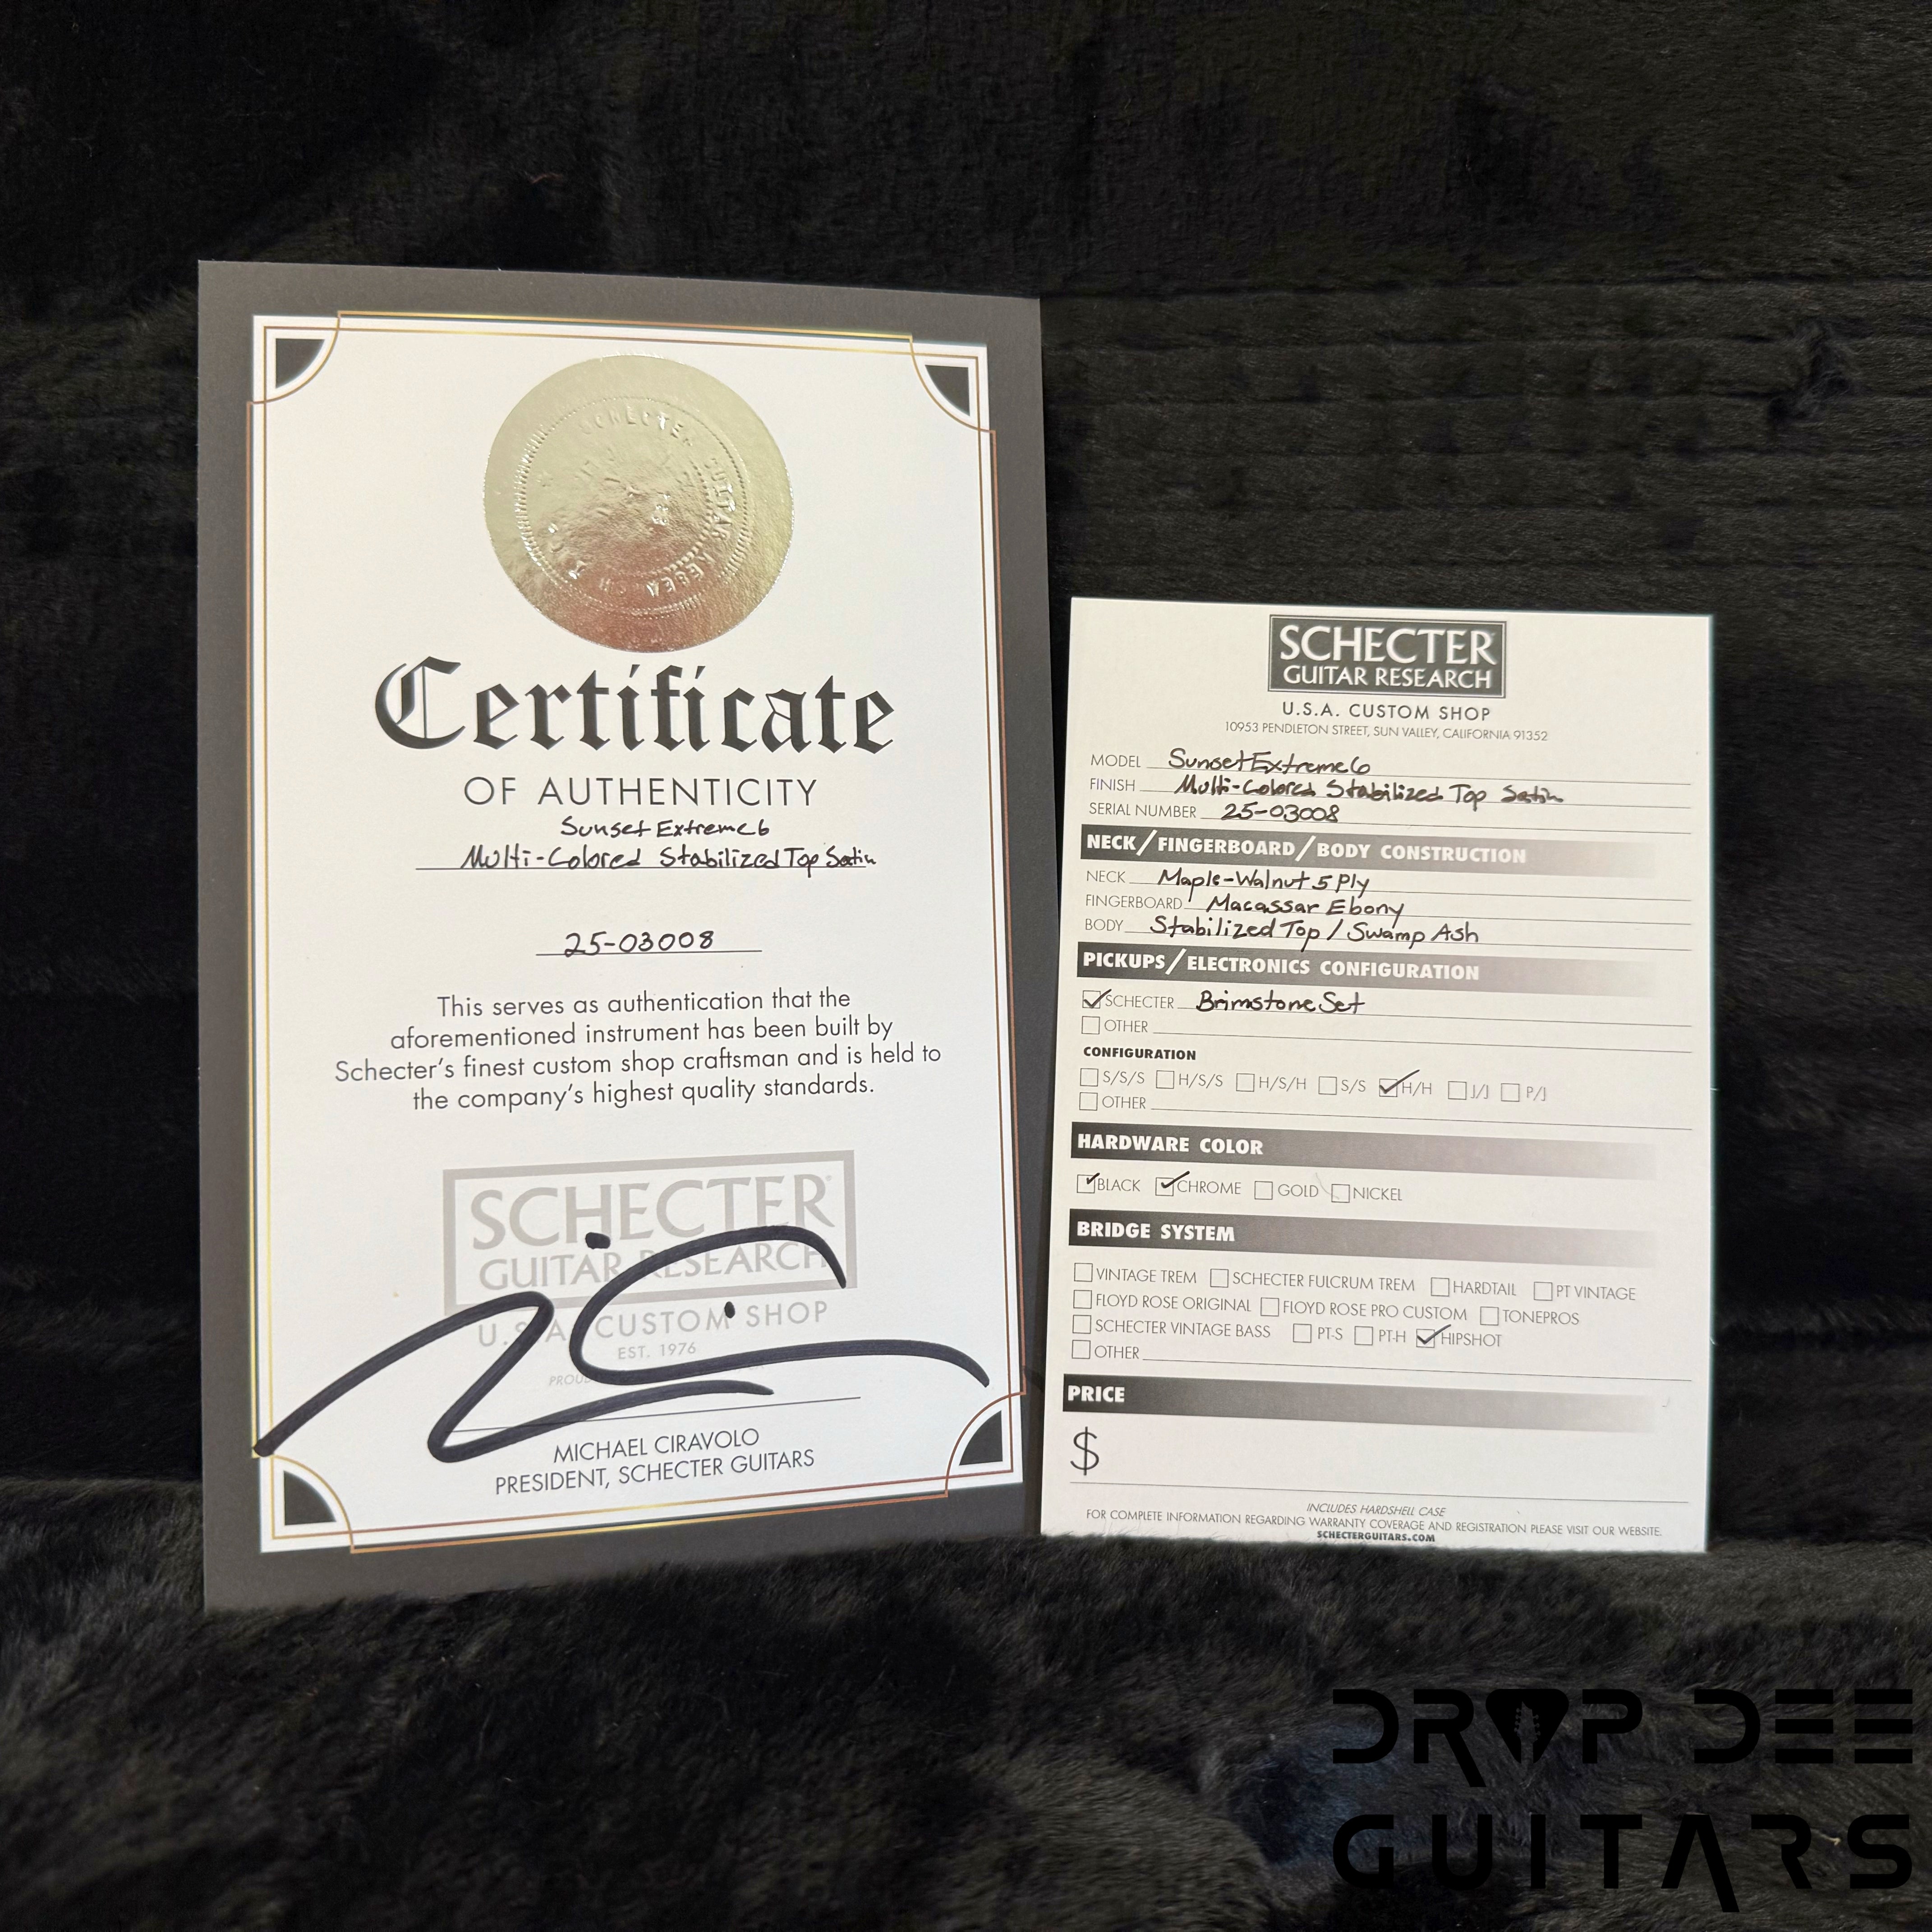 SCHECTER GUITAR RESEARCH
Certificate
OF AUTHENTICITY
Sunset Extreme 6
Multi-Colored Stabilized Top Satin
25-03008
This serves as authentication that the
aforementioned instrument has been built by
Schecter's finest custom shop craftsman and is held to
the company's highest quality standards.
SCHECTER
GUITAR RESEARCH
U.S.A. CUSTOM SHOP
EST. 1976
MICHAEL CIRAVOLO
PRESIDENT, SCHECTER GUITARS
SCHECTER
GUITAR RESEARCH
U.S.A. CUSTOM SHOP
10953 PENDLETON STREET, SUN VALLEY, CALIFORNIA 91352
MODEL Sunset Extreme 6
FINISH Multi-Colored Stabilized Top Satin
SERIAL NUMBER 25-03008
NECK/FINGERBOARD/BODY CONSTRUCTION
NECK Maple-Walnut 5 Ply
FINGERBOARD Macassar Ebony
BODY Stabilized Top / Swamp Ash
PICKUPS/ELECTRONICS CONFIGURATION
SCHECTER Brimstone Set
OTHER
CONFIGURATION
S/S/S H/S/S H/S/H S/S H/H J/J P/J
OTHER
HARDWARE COLOR
BLACK CHROME GOLD NICKEL
BRIDGE SYSTEM
VINTAGE TREM SCHECTER FULCRUM TREM HARDTAIL PT VINTAGE
FLOYD ROSE ORIGINAL FLOYD ROSE PRO CUSTOM TONEPROS
SCHECTER VINTAGE BASS PT-S PT-H HIPSHOT
OTHER
PRICE
$
INCLUDES HARDSHELL CASE
FOR COMPLETE INFORMATION REGARDING WARRANTY COVERAGE AND REGISTRATION PLEASE VISIT OUR WEBSITE.
SCHECTERGUITARS.COM
DROP DEE
GUITARS